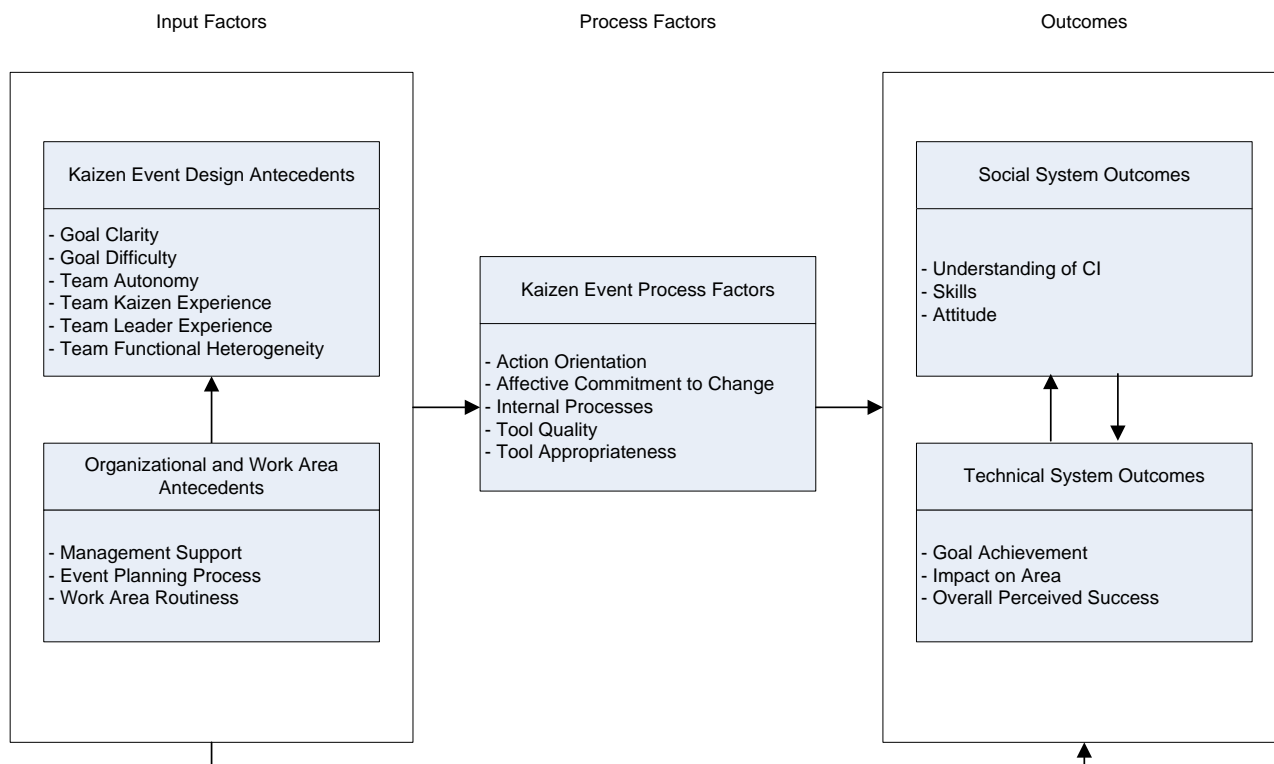 Input Factors
Process Factors
Outcomes
Kaizen Event Design Antecedents
- Goal Clarity
- Goal Difficulty
- Team Autonomy
- Team Kaizen Experience
- Team Leader Experience
- Team Functional Heterogeneity
Organizational and Work Area
Antecedents
- Management Support
- Event Planning Process
- Work Area Routiness
Kaizen Event Process Factors
- Action Orientation
- Affective Commitment to Change
- Internal Processes
- Tool Quality
- Tool Appropriateness
Social System Outcomes
- Understanding of CI
- Skills
- Attitude
Technical System Outcomes
- Goal Achievement
- Impact on Area
- Overall Perceived Success